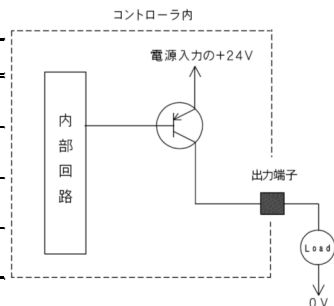 コントローラ内
電源入力の+24V
内部回路
出力端子
Load
0V